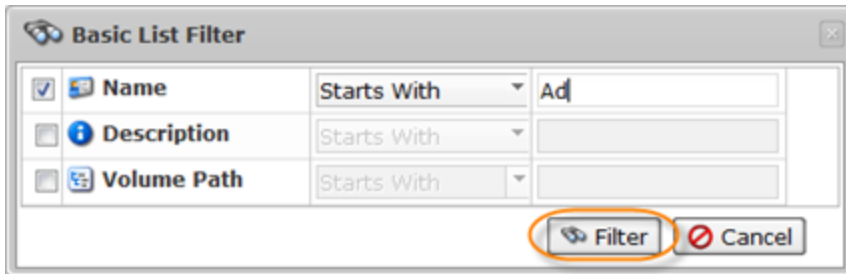 Basic List Filter
Name Starts With Ad
Description Starts With
Volume Path Starts With
Filter Cancel